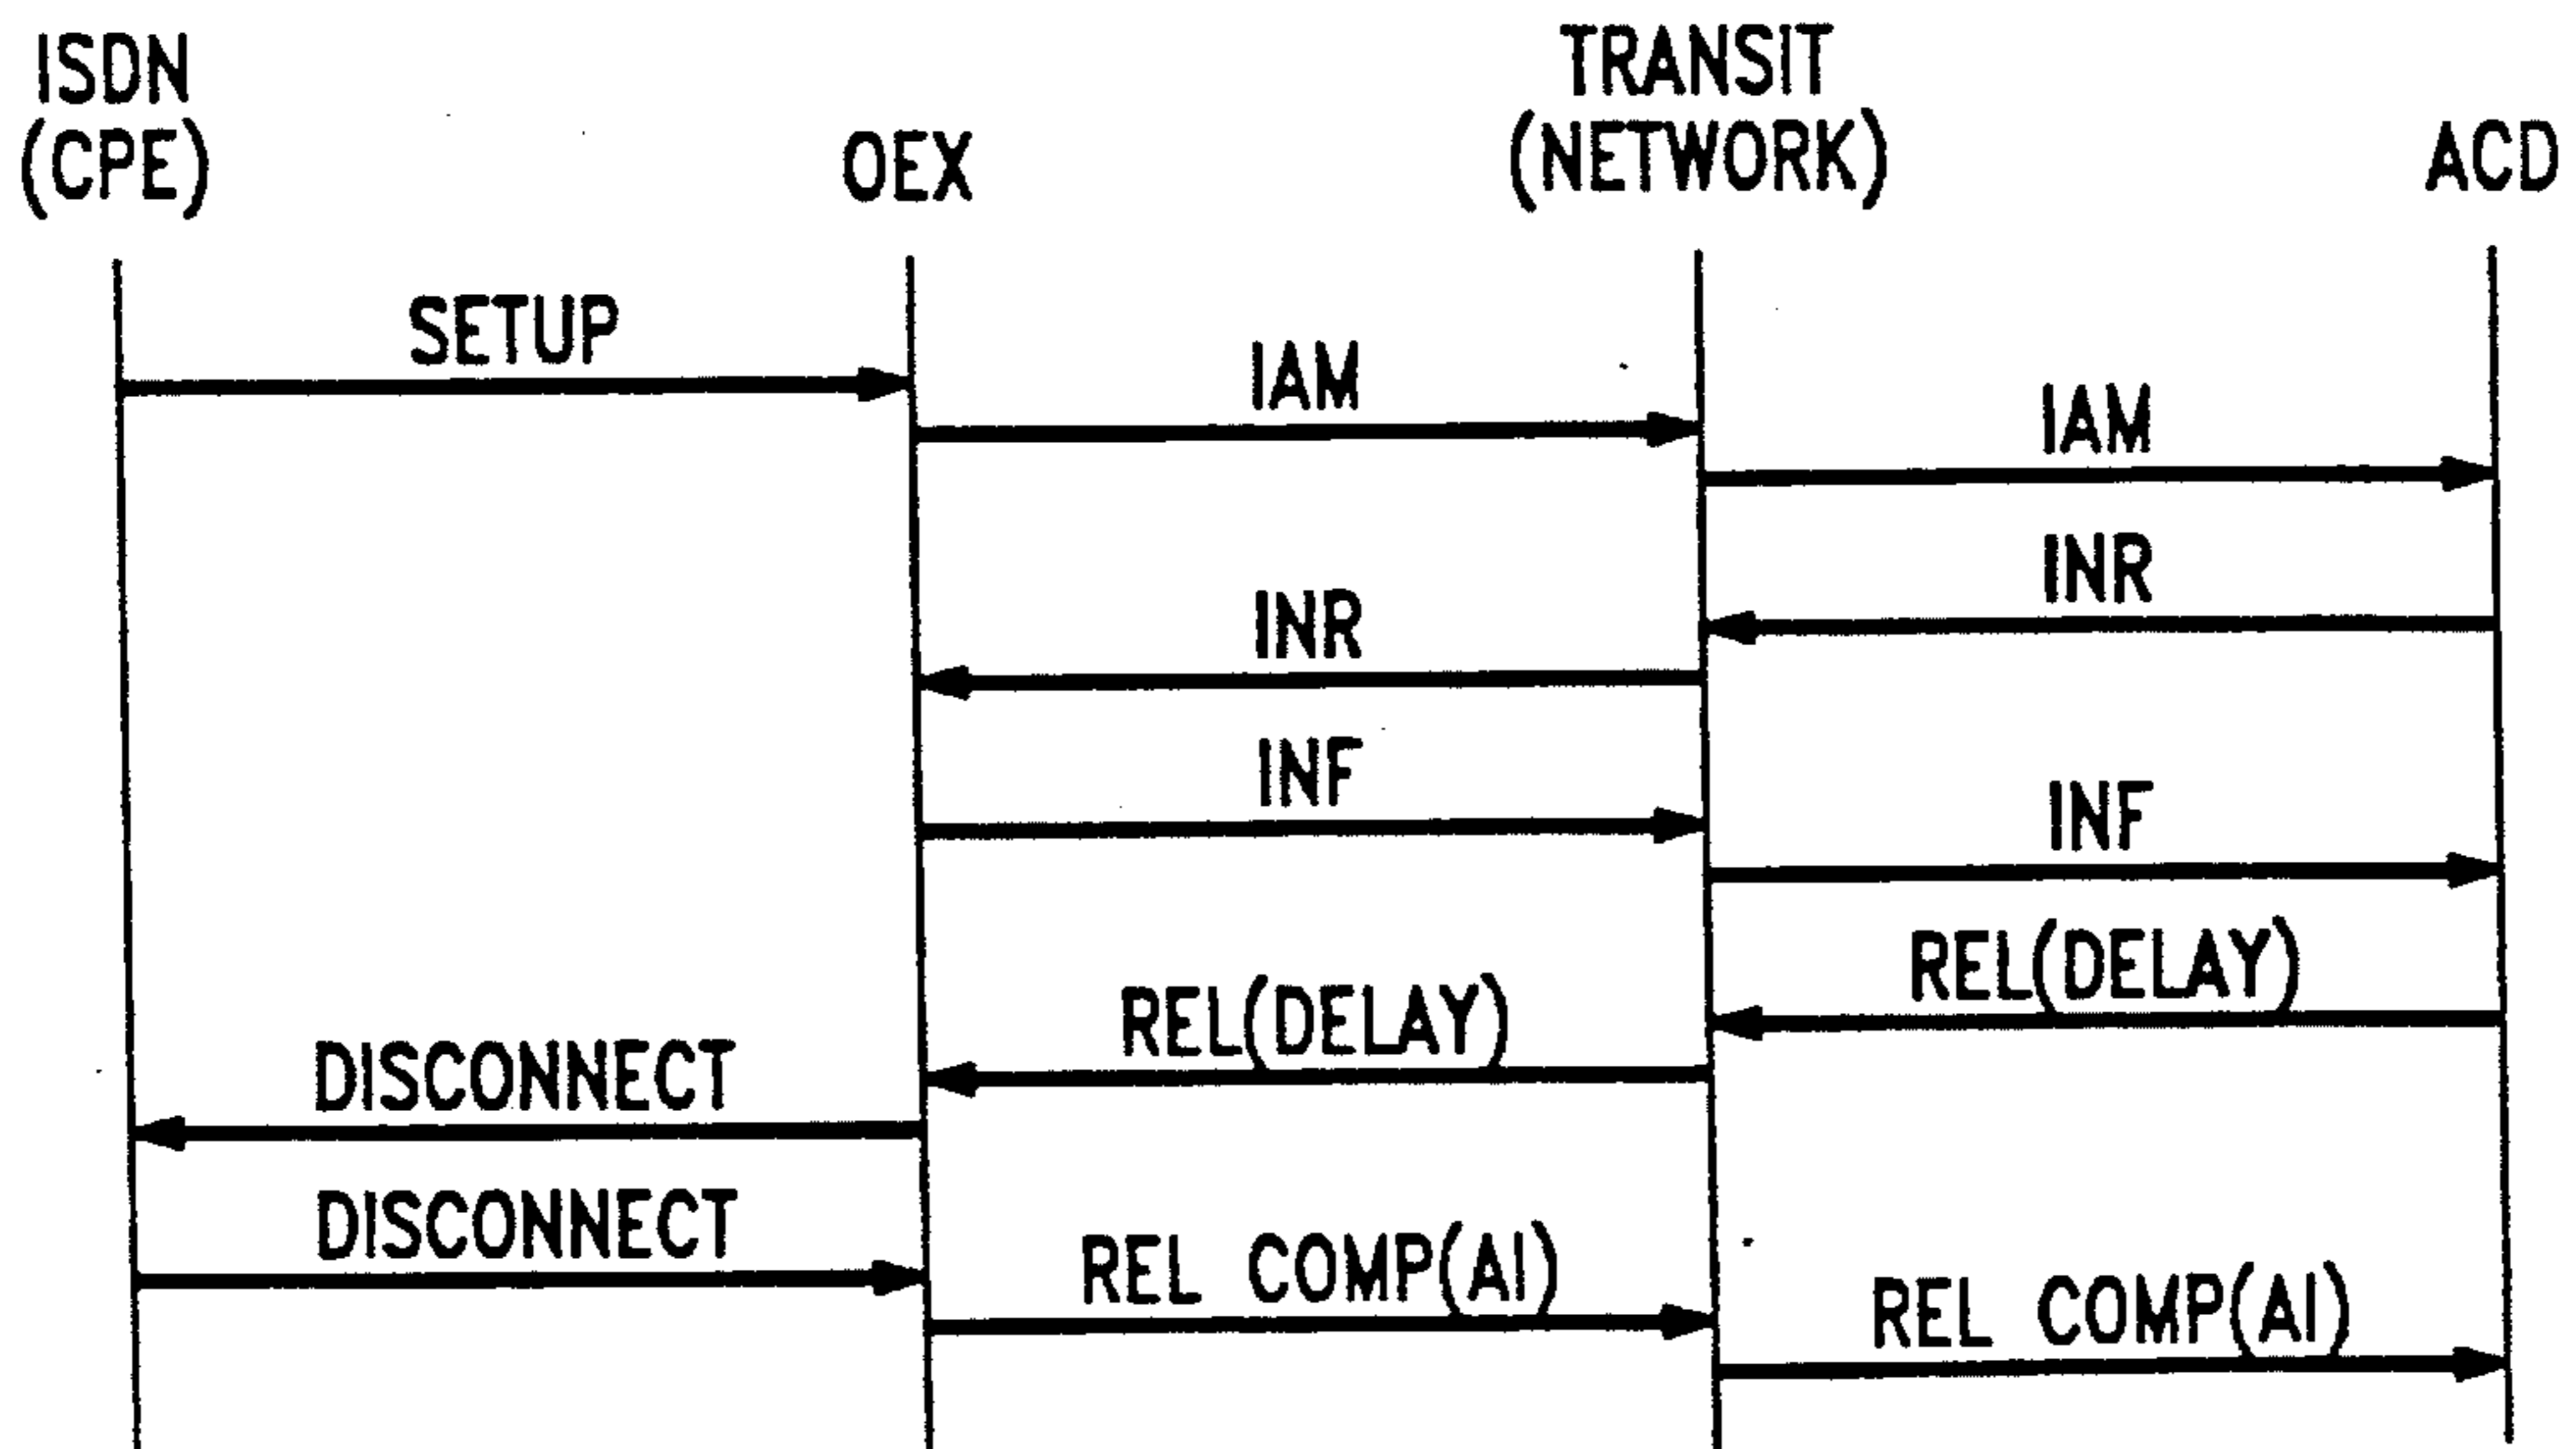 ISDN
(CPE)
OEX
TRANSIT
(NETWORK)
ACD
SETUP
IAM
IAM
INR
INR
INF
INF
REL(DELAY)
REL(DELAY)
DISCONNECT
DISCONNECT
REL COMP(AI)
REL COMP(AI)